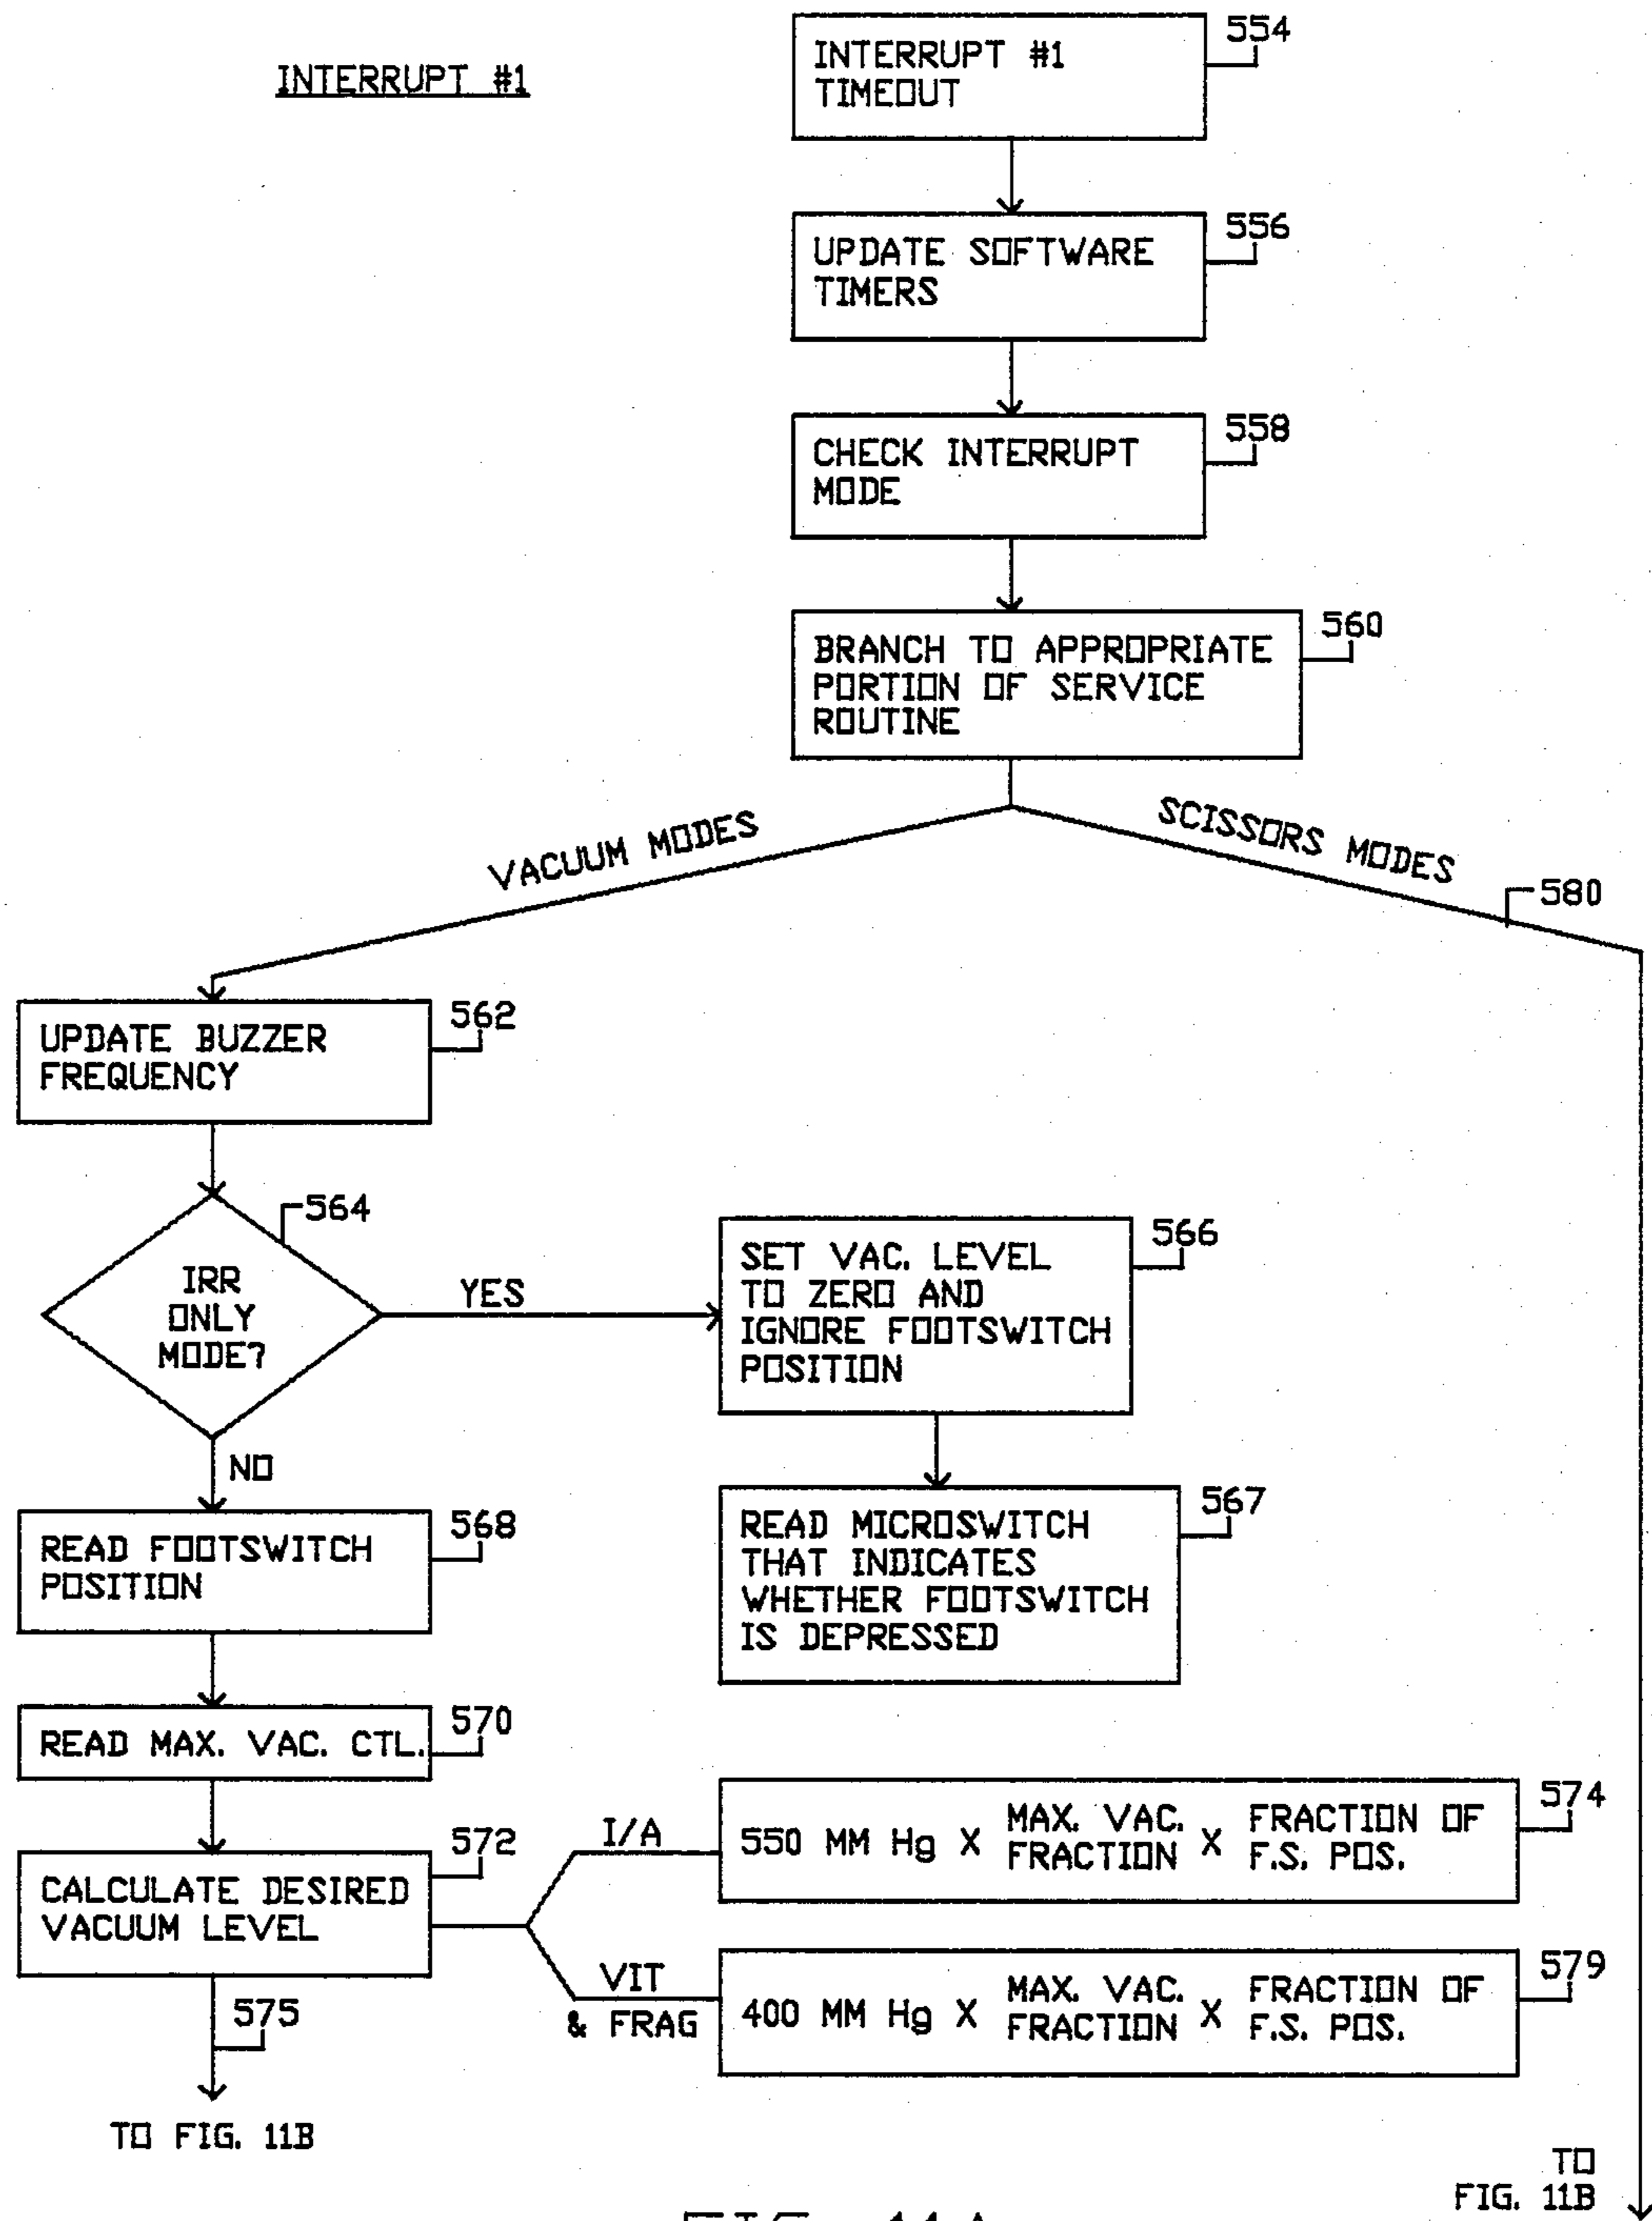 INTERRUPT #1
INTERRUPT #1
TIMEOUT
554
UPDATE SOFTWARE
TIMERS
556
CHECK INTERRUPT
MODE
558
BRANCH TO APPROPRIATE
PORTION OF SERVICE
ROUTINE
560
VACUUM MODES
SCISSORS MODES
580
UPDATE BUZZER
FREQUENCY
562
IRR
ONLY
MODE?
564
YES
SET VAC. LEVEL
TO ZERO AND
IGNORE FOOTSWITCH
POSITION
566
NO
READ MICROSWITCH
THAT INDICATES
WHETHER FOOTSWITCH
IS DEPRESSED
567
READ FOOTSWITCH
POSITION
568
READ MAX. VAC. CTL.
570
CALCULATE DESIRED
VACUUM LEVEL
572
I/A
550 MM Hg X MAX. VAC. FRACTION X FRACTION OF F.S. POS.
574
VIT
& FRAG
400 MM Hg X MAX. VAC. FRACTION X FRACTION OF F.S. POS.
579
575
TO FIG. 11B
TO
FIG. 11B
FIG. 11A